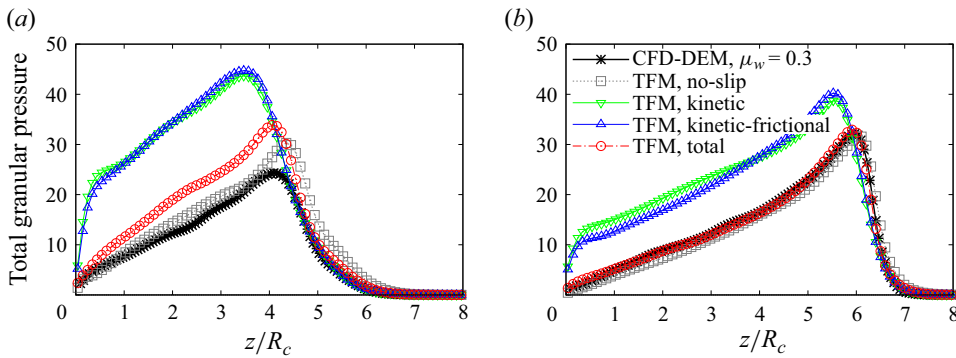 (a)
(b)
Total granular pressure
50
40
30
20
10
0
1
2
3
4
5
6
7
8
z/R_c
50
40
30
20
10
0
1
2
3
4
5
6
7
8
z/R_c
CFD-DEM, μ_w = 0.3
TFM, no-slip
TFM, kinetic
TFM, kinetic-frictional
TFM, total